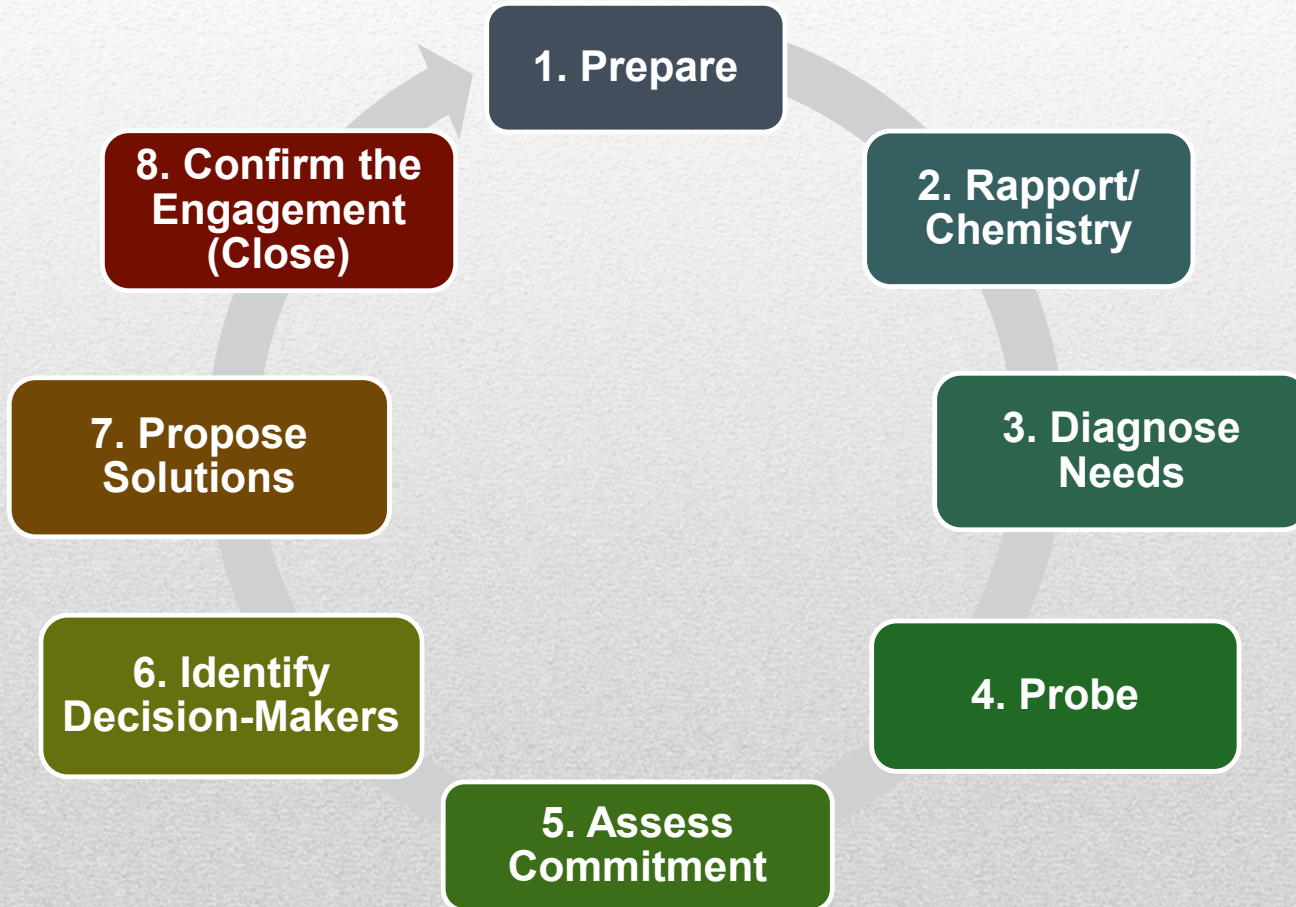 1. Prepare
2. Rapport/
Chemistry
3. Diagnose
Needs
4. Probe
5. Assess
Commitment
6. Identify
Decision-Makers
7. Propose
Solutions
8. Confirm the
Engagement
(Close)